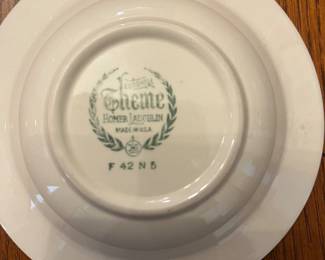 Theme
HOMER LAUGHLIN
MADE IN U.S.A.
F 42 N 5